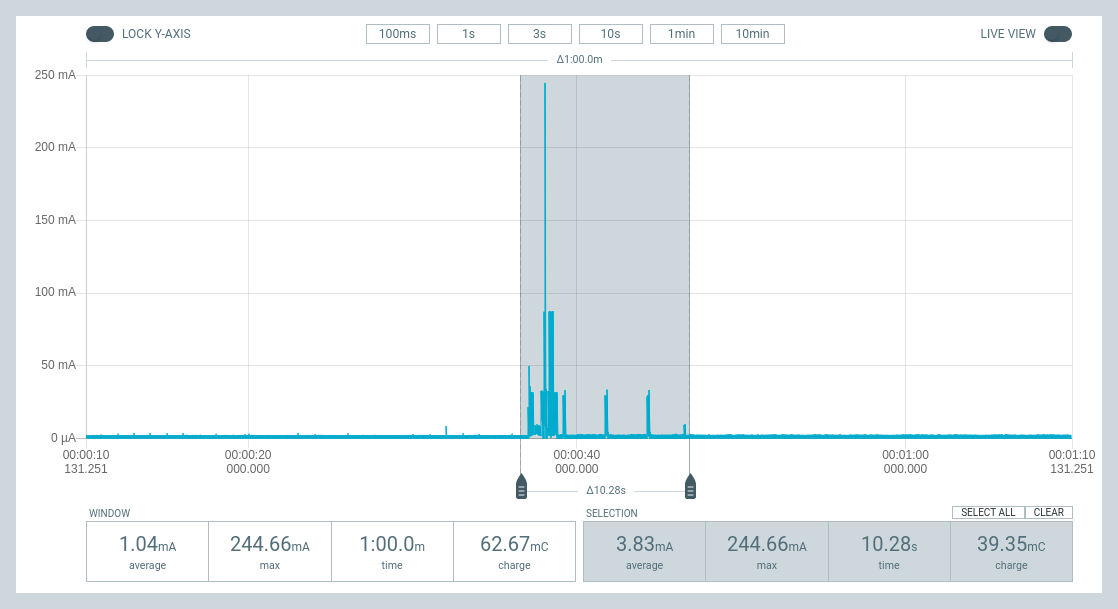 LOCK Y-AXIS
100ms 1s 3s 10s 1min 10min
LIVE VIEW
Δ1:00.0m
250 mA
200 mA
150 mA
100 mA
50 mA
0 µA
00:00:10 00:00:20 00:00:40 00:01:00 00:01:10
131.251 000.000 000.000 000.000 131.251
Δ10.28s
WINDOW
1.04mA 244.66mA 1:00.0m 62.67mC
average max time charge
SELECTION
SELECT ALL CLEAR
3.83mA 244.66mA 10.28s 39.35mC
average max time charge